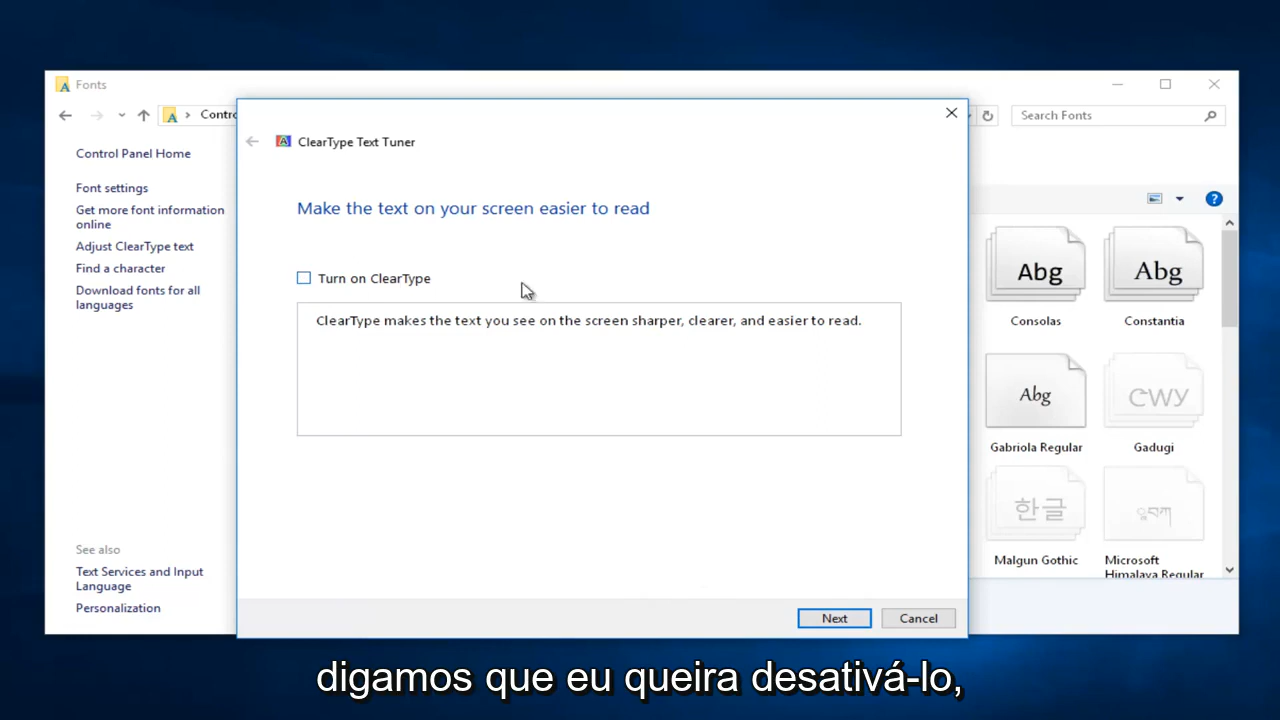 Fonts
Contro
Search Fonts
Control Panel Home
Font settings
Get more font information
online
Adjust ClearType text
Find a character
Download fonts for all
languages
See also
Text Services and Input
Language
Personalization
ClearType Text Tuner
Make the text on your screen easier to read
Turn on ClearType
ClearType makes the text you see on the screen sharper, clearer, and easier to read.
Next
Cancel
?
Abg
Abg
Consolas
Constantia
Abg
ᑕᐧᎳᎩ
Gabriola Regular
Gadugi
한글
Malgun Gothic
Microsoft
Himalaya Regular
digamos que eu queira desativá-lo,